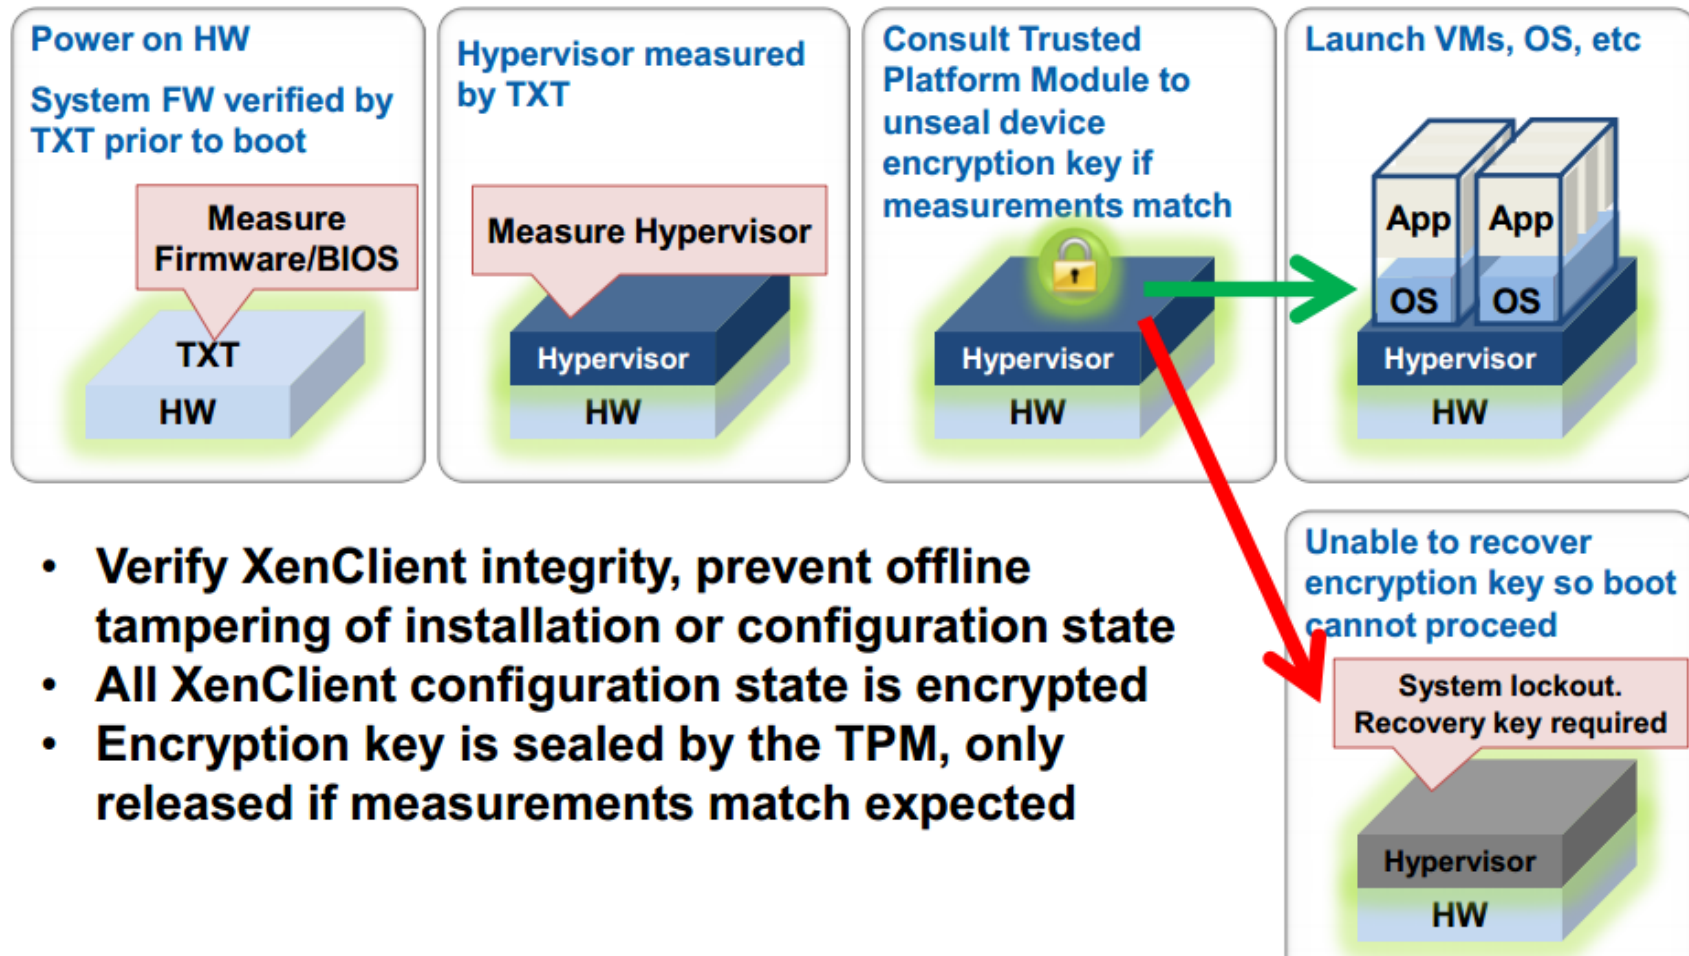 Power on HW
System FW verified by
TXT prior to boot
Measure
Firmware/BIOS
TXT
HW
Hypervisor measured
by TXT
Measure Hypervisor
Hypervisor
HW
Consult Trusted
Platform Module to
unseal device
encryption key if
measurements match
Hypervisor
HW
Launch VMs, OS, etc
App App
OS OS
Hypervisor
HW
Unable to recover
encryption key so boot
cannot proceed
System lockout.
Recovery key required
Hypervisor
HW
• Verify XenClient integrity, prevent offline
tampering of installation or configuration state
• All XenClient configuration state is encrypted
• Encryption key is sealed by the TPM, only
released if measurements match expected